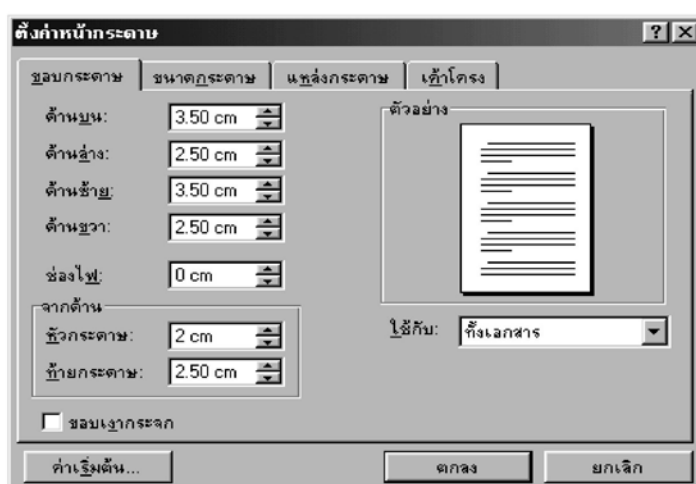 ตั้งค่าหน้ากระดาษ
ขอบกระดาษ ขนาดกระดาษ แหล่งกระดาษ เค้าโครง
ด้านบน: 3.50 cm
ด้านล่าง: 2.50 cm
ด้านซ้าย: 3.50 cm
ด้านขวา: 2.50 cm
ช่องไฟ: 0 cm
จากด้าน
หัวกระดาษ: 2 cm
ท้ายกระดาษ: 2.50 cm
ขอบเงากระจก
ตัวอย่าง
ใช้กับ: ทั้งเอกสาร
ค่าเริ่มต้น... ตกลง ยกเลิก